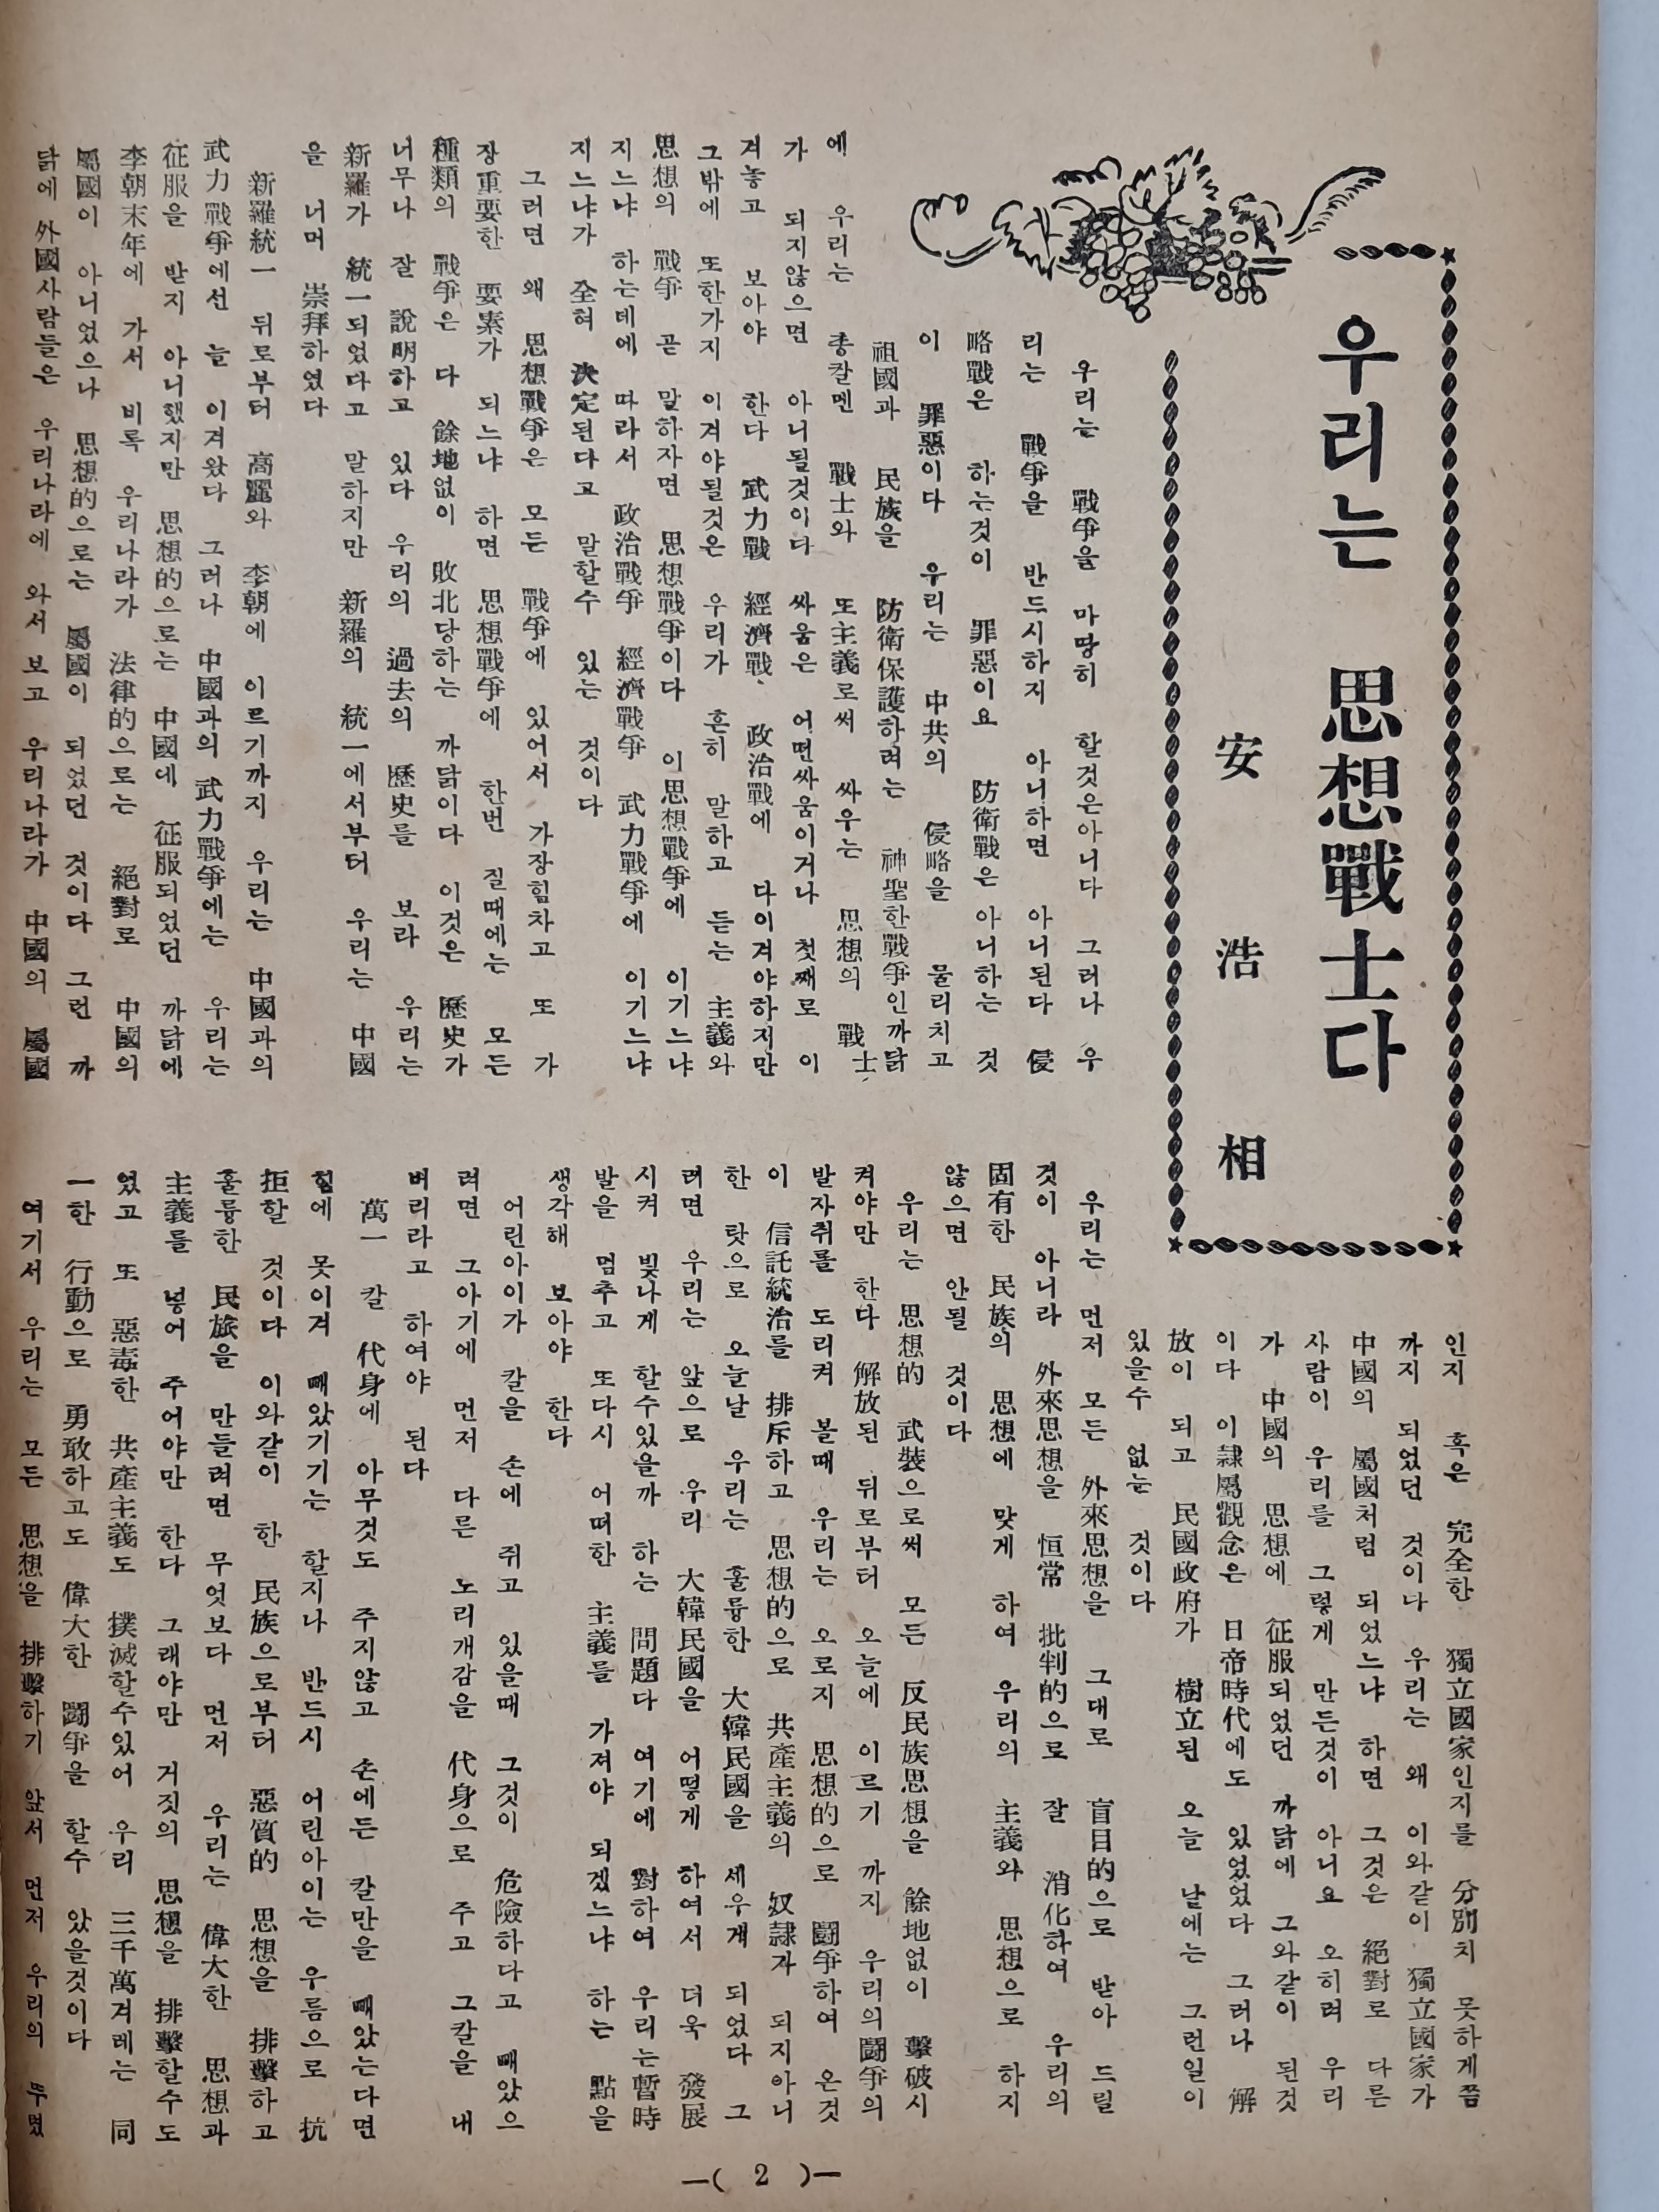 우리는 思想戰士다
安浩相
우리는 戰爭을 마땅히 할것은아니다 그러나 우
리는 戰爭을 반드시하지 아니하면 아니된다 侵
略戰은 하는것이 罪惡이요 防衛戰은 아니하는 것
이 罪惡이다 우리는 中共의 侵略을 물리치고
祖國과 民族을 防衛保護하려는 神聖한戰爭인까닭
에 우리는 총칼멘 戰士와 또主義로써 싸우는 思想의 戰士
가 되지않으면 아니될것이다 싸움은 어떤싸움이거나 첫째로 이
겨놓고 보아야 한다 武力戰 經濟戰、政治戰에 다이겨야하지만
그밖에 또한가지 이겨야될것은 우리가 흔히 말하고 듣는 主義와
思想의 戰爭 곧 말하자면 思想戰爭이다 이思想戰爭에 이기느냐
지느냐 하는데에 따라서 政治戰爭 經濟戰爭 武力戰爭에 이기느냐
지느냐가 全혀 決定된다고 말할수 있는 것이다
그러면 왜 思想戰爭은 모든 戰爭에 있어서 가장힘차고 또 가
장重要한 要素가 되느냐 하면 思想戰爭에 한번 질때에는 모든
種類의 戰爭은 다 餘地없이 敗北당하는 까닭이다 이것은 歷史가
너무나 잘 說明하고 있다 우리의 過去의 歷史를 보라 우리는
新羅가 統一되었다고 말하지만 新羅의 統一에서부터 우리는 中國
을 너머 崇拜하였다
新羅統一 뒤로부터 高麗와 李朝에 이르기까지 우리는 中國과의
武力戰爭에선 늘 이겨왔다 그러나 中國과의 武力戰爭에는 우리는
征服을 받지 아니했지만 思想的으로는 中國에 征服되었던 까닭에
李朝末年에 가서 비록 우리나라가 法律的으로는 絕對로 中國의
屬國이 아니었으나 思想的으로는 屬國이 되었던 것이다 그런 까
닭에 外國사람들은 우리나라에 와서 보고 우리나라가 中國의 屬國
인지 혹은 完全한 獨立國家인지를 分別치 못하게쯤
까지 되었던 것이나 우리는 왜 이와같이 獨立國家가
中國의 屬國처럼 되었느냐 하면 그것은 絕對로 다른
사람이 우리를 그렇게 만든것이 아니요 오히려 우리
가 中國의 思想에 征服되었던 까닭에 그와같이 된것
이다 이隷屬觀念은 日帝時代에도 있었었다 그러나 解
放이 되고 民國政府가 樹立된 오늘 날에는 그런일이
있을수 없는 것이다
우리는 먼저 모든 外來思想을 그대로 盲目的으로 받아 드릴
것이 아니라 外來思想을 恒常 批判的으로 잘 消化하여 우리의
固有한 民族의 思想에 맞게 하여 우리의 主義와 思想으로 하지
않으면 안될 것이다
우리는 思想的 武裝으로써 모든 反民族思想을 餘地없이 擊破시
켜야만 한다 解放된 뒤로부터 오늘에 이르기 까지 우리의鬪爭의
발자취를 도리켜 볼때 우리는 오로지 思想的으로 鬪爭하여 온것
이 信託統治를 排斥하고 思想的으로 共產主義의 奴隷가 되지아니
한 탓으로 오늘날 우리는 훌륭한 大韓民國을 세우게 되었다 그
러면 우리는 앞으로 우리 大韓民國을 어떻게 하여서 더욱 發展
시켜 빛나게 할수있을까 하는 問題다 여기에 對하여 우리는暫時
발을 멈추고 또다시 어떠한 主義를 가져야 되겠느냐 하는 點을
생각해 보아야 한다
어린아이가 칼을 손에 쥐고 있을때 그것이 危險하다고 빼았으
려면 그아기에 먼저 다른 노리개감을 代身으로 주고 그칼을 내
버리라고 하여야 된다
萬一 칼 代身에 아무것도 주지않고 손에든 칼만을 빼았는다면
힘에 못이겨 빼았기기는 할지나 반드시 어린아이는 우름으로 抗
拒할 것이다 이와같이 한 民族으로부터 惡質的 思想을 排擊하고
훌륭한 民族을 만들려면 무엇보다 먼저 우리는 偉大한 思想과
主義를 넣어 주어야만 한다 그래야만 거짓의 思想을 排擊할수도
있고 또 惡毒한 共產主義도 撲滅할수있어 우리 三千萬겨레는 同
一한 行動으로 勇敢하고도 偉大한 鬪爭을 할수 았을것이다
여기서 우리는 모든 思想을 排擊하기 앞서 먼저 우리의 뚜렸
—( 2 )—